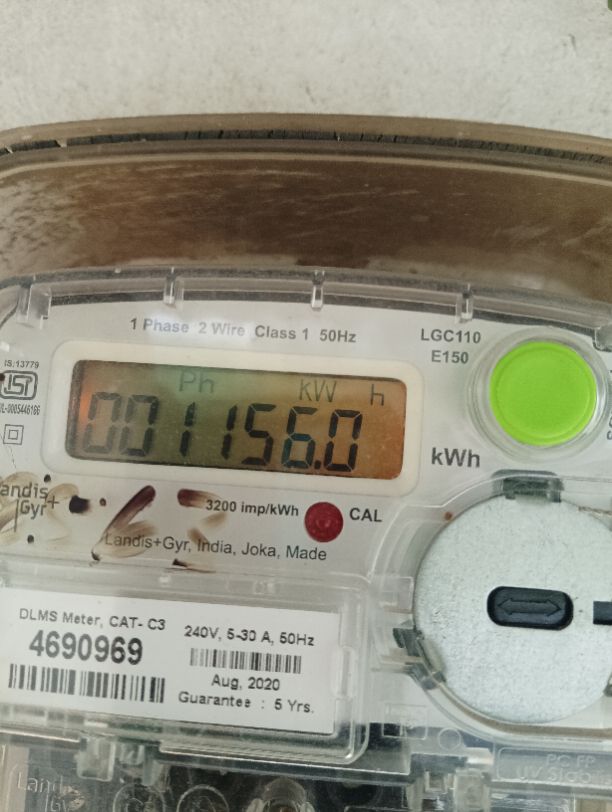 1 Phase 2 Wire Class 1 50Hz
LGC110
E150
IS.13779
Ph kW h
001156.0
kWh
Landis
Gyr+
3200 imp/kWh
CAL
Landis+Gyr, India, Joka, Made
DLMS Meter, CAT- C3
4690969
240V, 5-30 A, 50Hz
Aug, 2020
Guarantee : 5 Yrs.